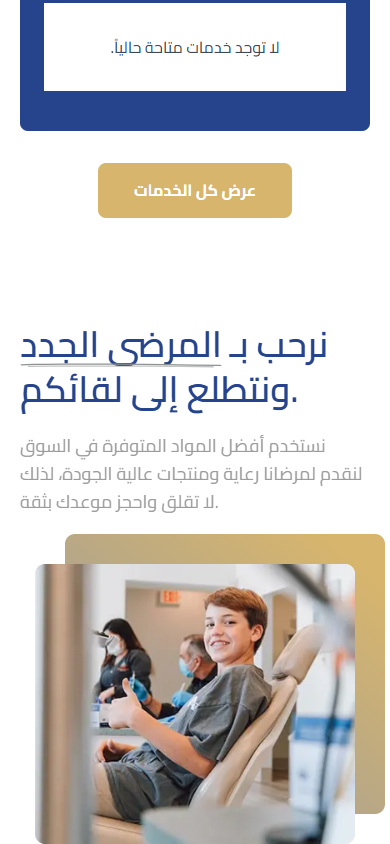 لا توجد خدمات متاحة حالياً.
عرض كل الخدمات
نرحب بـ المرضى الجدد
ونتطلع إلى لقائكم.
نستخدم أفضل المواد المتوفرة في السوق
لنقدم لمرضانا رعاية ومنتجات عالية الجودة، لذلك
لا تقلق واحجز موعدك بثقة.